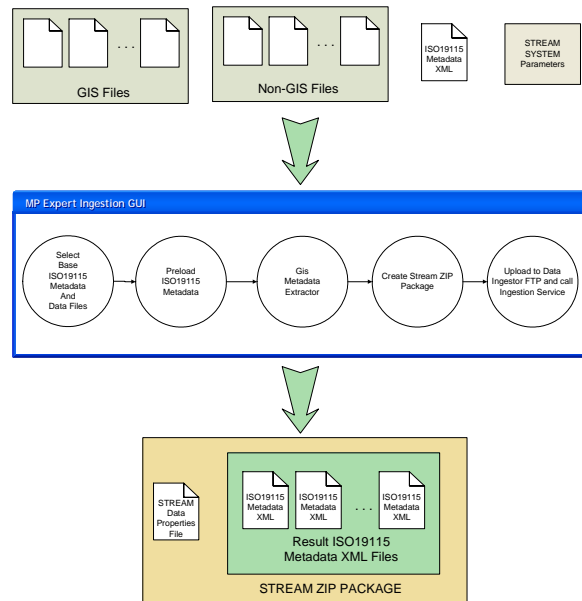 . . .
GIS Files
. . .
Non-GIS Files
ISO19115
Metadata
XML
STREAM
SYSTEM
Parameters
MP Expert Ingestion GUI
Select
Base
ISO19115
Metadata
And
Data Files
Preload
ISO19115
Metadata
Gis
Metadata
Extractor
Create Stream ZIP
Package
Upload to Data
Ingestor FTP and call
Ingestion Service
STREAM
Data
Properties
File
ISO19115
Metadata
XML
ISO19115
Metadata
XML
. . .
ISO19115
Metadata
XML
Result ISO19115
Metadata XML Files
STREAM ZIP PACKAGE